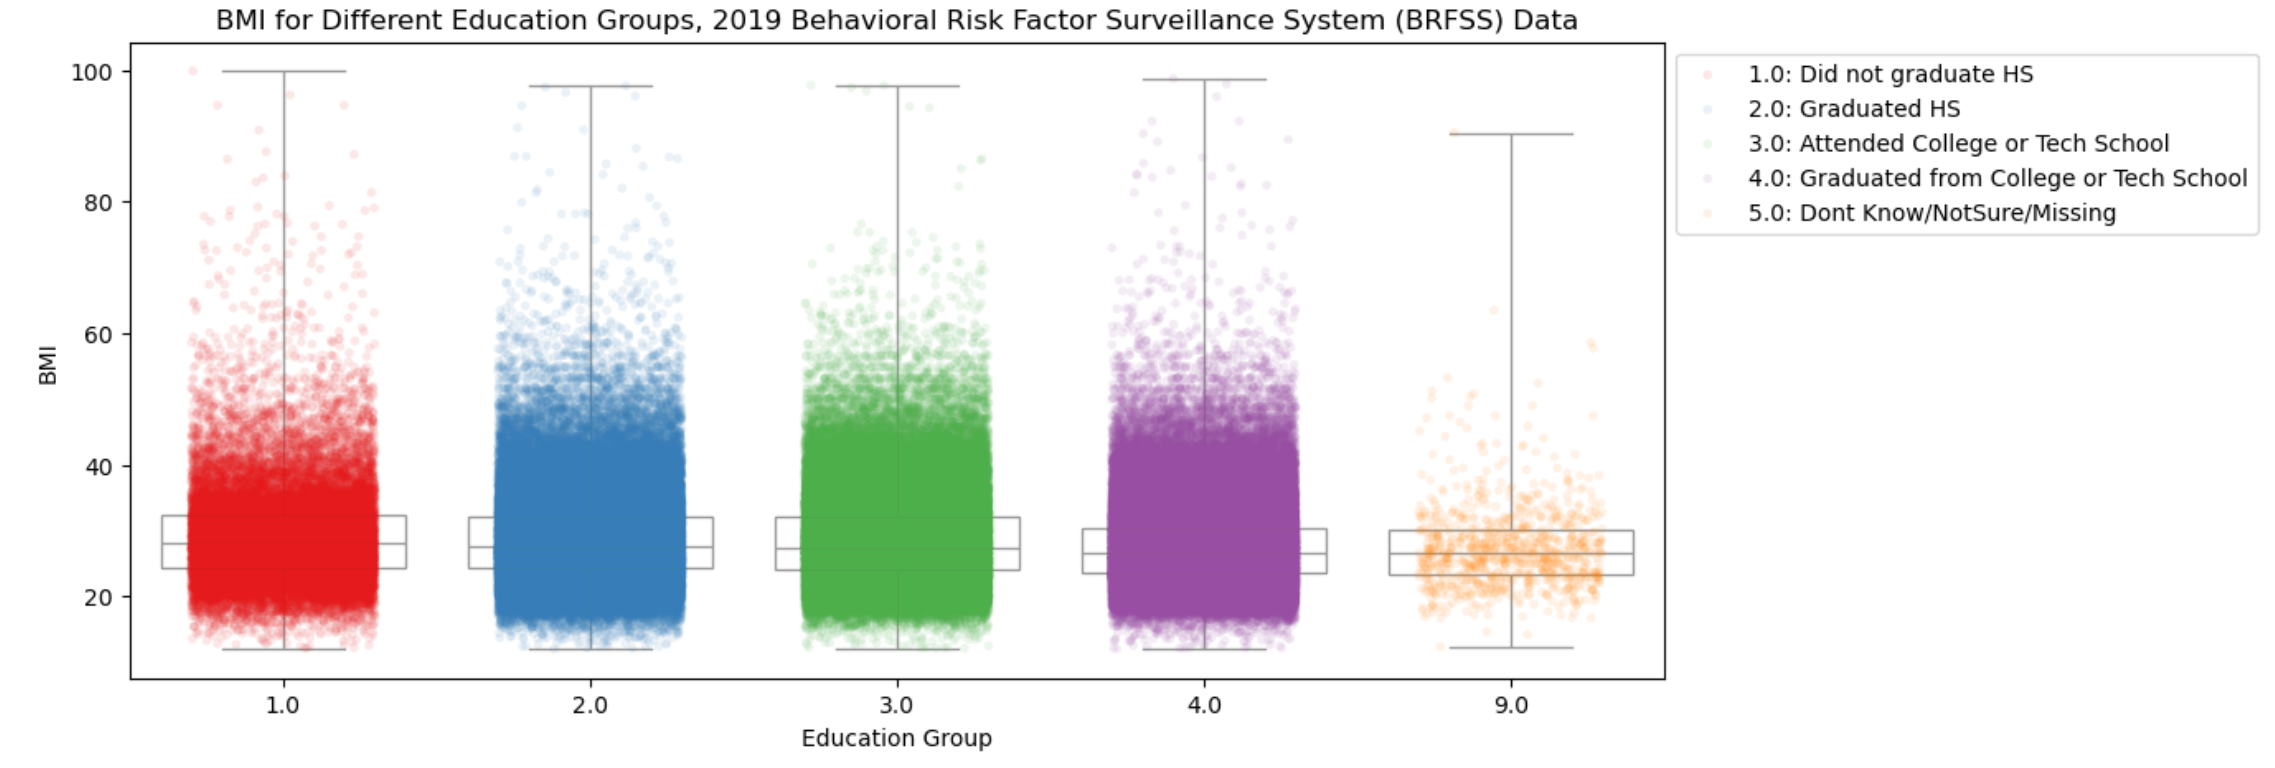 BMI for Different Education Groups, 2019 Behavioral Risk Factor Surveillance System (BRFSS) Data
100
80
60
40
20
BMI
1.0
2.0
3.0
4.0
9.0
Education Group
1.0: Did not graduate HS
2.0: Graduated HS
3.0: Attended College or Tech School
4.0: Graduated from College or Tech School
5.0: Dont Know/NotSure/Missing